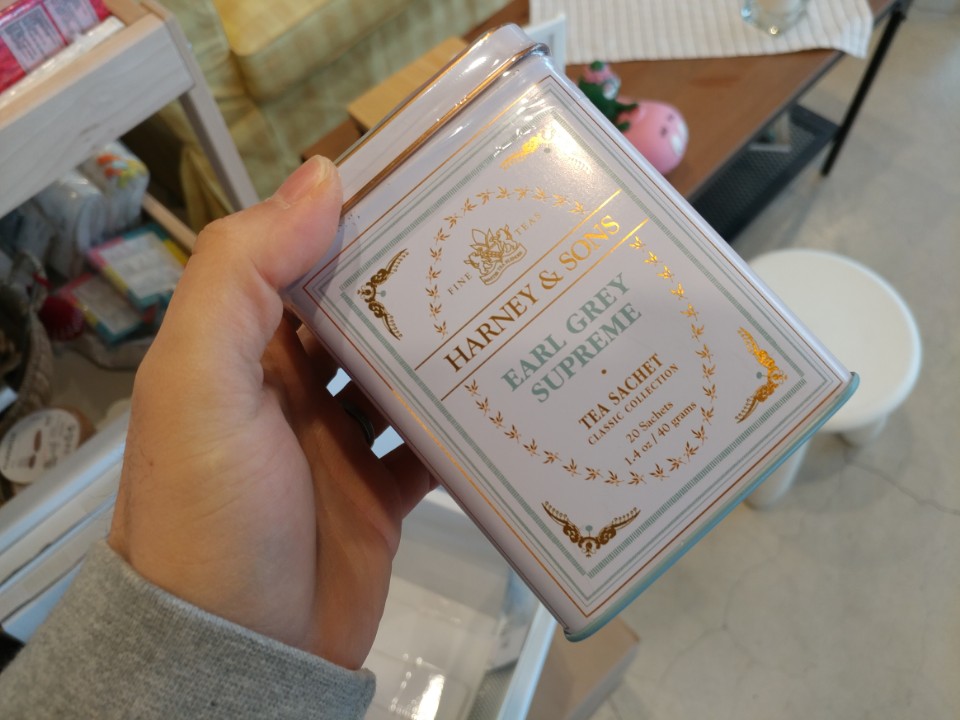 FINE TEAS
HARNEY & SONS
EARL GREY
SUPREME
TEA SACHET
CLASSIC COLLECTION
20 Sachets
1.4 oz / 40 grams